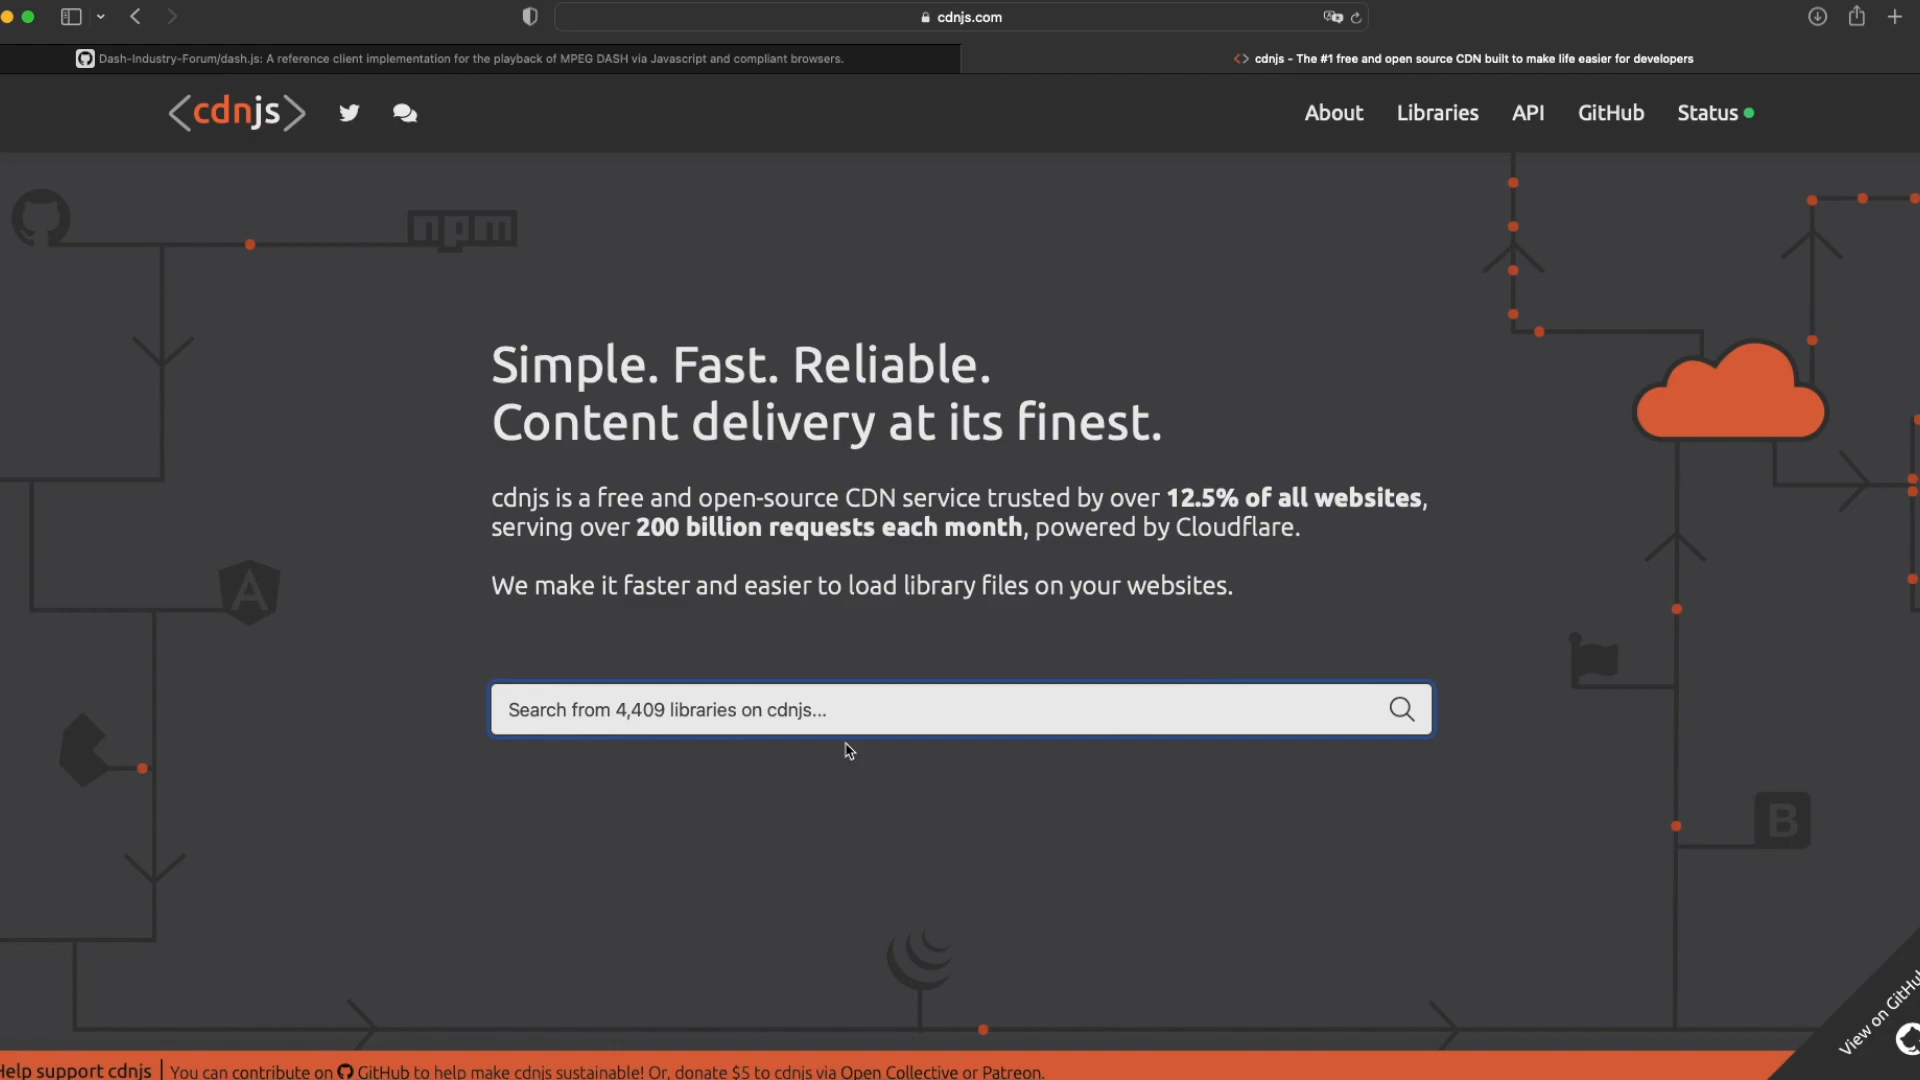 cdnjs.com
Dash-Industry-Forum/dash.js: A reference client implementation for the playback of MPEG DASH via Javascript and compliant browsers.
<> cdnjs - The #1 free and open source CDN built to make life easier for developers
<cdnjs>
About Libraries API GitHub Status
npm
Simple. Fast. Reliable.
Content delivery at its finest.
cdnjs is a free and open-source CDN service trusted by over 12.5% of all websites,
serving over 200 billion requests each month, powered by Cloudflare.
We make it faster and easier to load library files on your websites.
A
Search from 4,409 libraries on cdnjs...
B
View on GitHu
Help support cdnjs | You can contribute on GitHub to help make cdnjs sustainable! Or, donate $5 to cdnjs via Open Collective or Patreon.